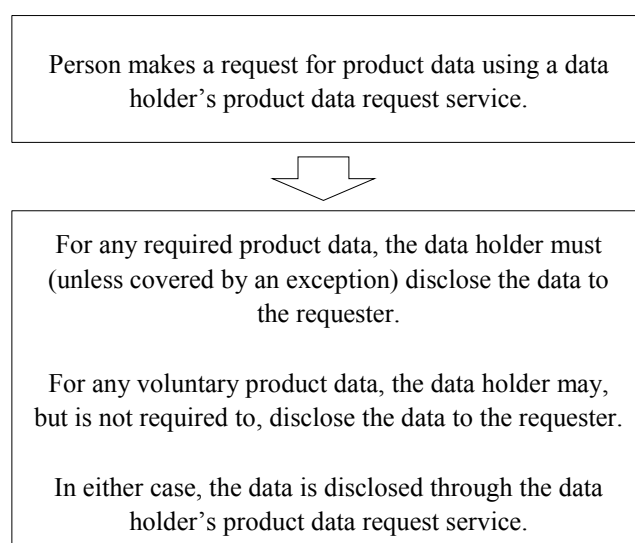 Person makes a request for product data using a data
holder’s product data request service.
For any required product data, the data holder must
(unless covered by an exception) disclose the data to
the requester.
For any voluntary product data, the data holder may,
but is not required to, disclose the data to the requester.
In either case, the data is disclosed through the data
holder’s product data request service.